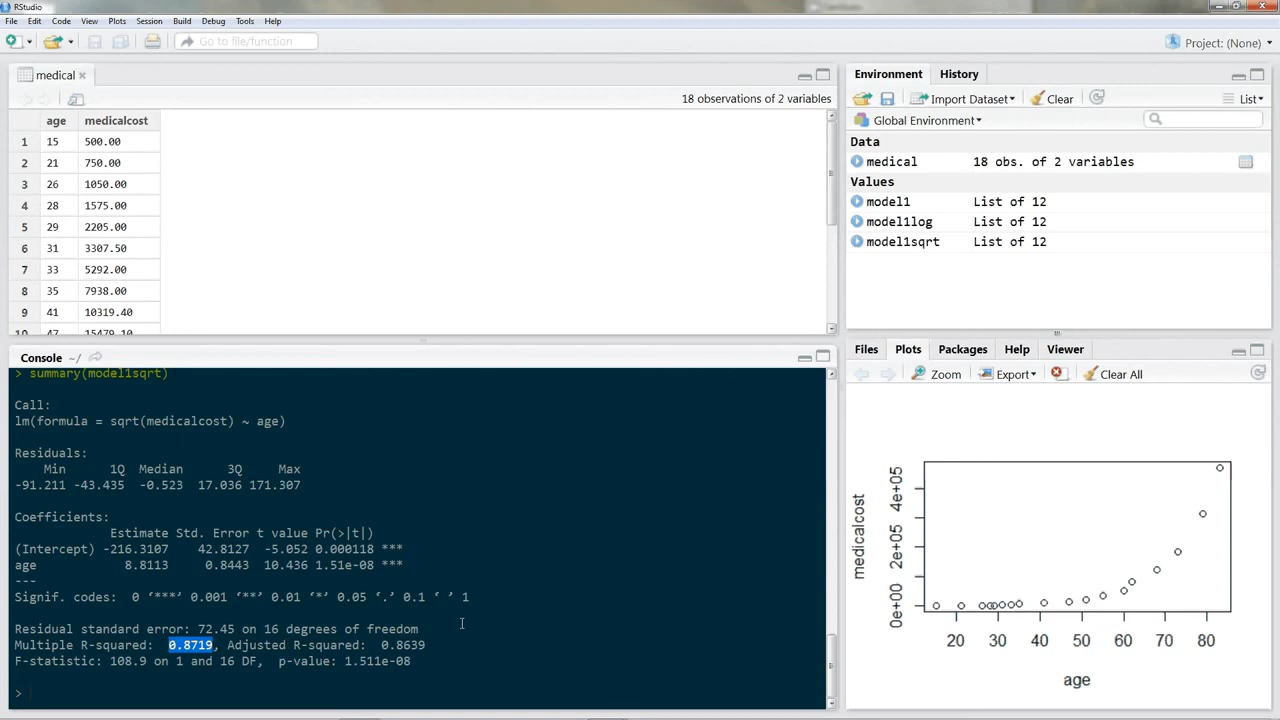 RStudio
File Edit Code View Plots Session Build Debug Tools Help
Go to file/function
Project: (None)
medical
18 observations of 2 variables
age medicalcost
1 15 500.00
2 21 750.00
3 26 1050.00
4 28 1575.00
5 29 2205.00
6 31 3307.50
7 33 5292.00
8 35 7938.00
9 41 10319.40
10 47 15479.10
Console ~/
> summary(model1sqrt)
Call:
lm(formula = sqrt(medicalcost) ~ age)
Residuals:
Min 1Q Median 3Q Max
-91.211 -43.435 -0.523 17.036 171.307
Coefficients:
Estimate Std. Error t value Pr(>|t|)
(Intercept) -216.3107 42.8127 -5.052 0.000118 ***
age 8.8113 0.8443 10.436 1.51e-08 ***
---
Signif. codes: 0 ‘***’ 0.001 ‘**’ 0.01 ‘*’ 0.05 ‘.’ 0.1 ‘ ’ 1
Residual standard error: 72.45 on 16 degrees of freedom
Multiple R-squared: 0.8719, Adjusted R-squared: 0.8639
F-statistic: 108.9 on 1 and 16 DF, p-value: 1.511e-08
>
Environment History
Import Dataset Clear List
Global Environment
Data
medical 18 obs. of 2 variables
Values
model1 List of 12
model1log List of 12
model1sqrt List of 12
Files Plots Packages Help Viewer
Zoom Export Clear All
medicalcost
0e+00 2e+05 4e+05
20 30 40 50 60 70 80
age